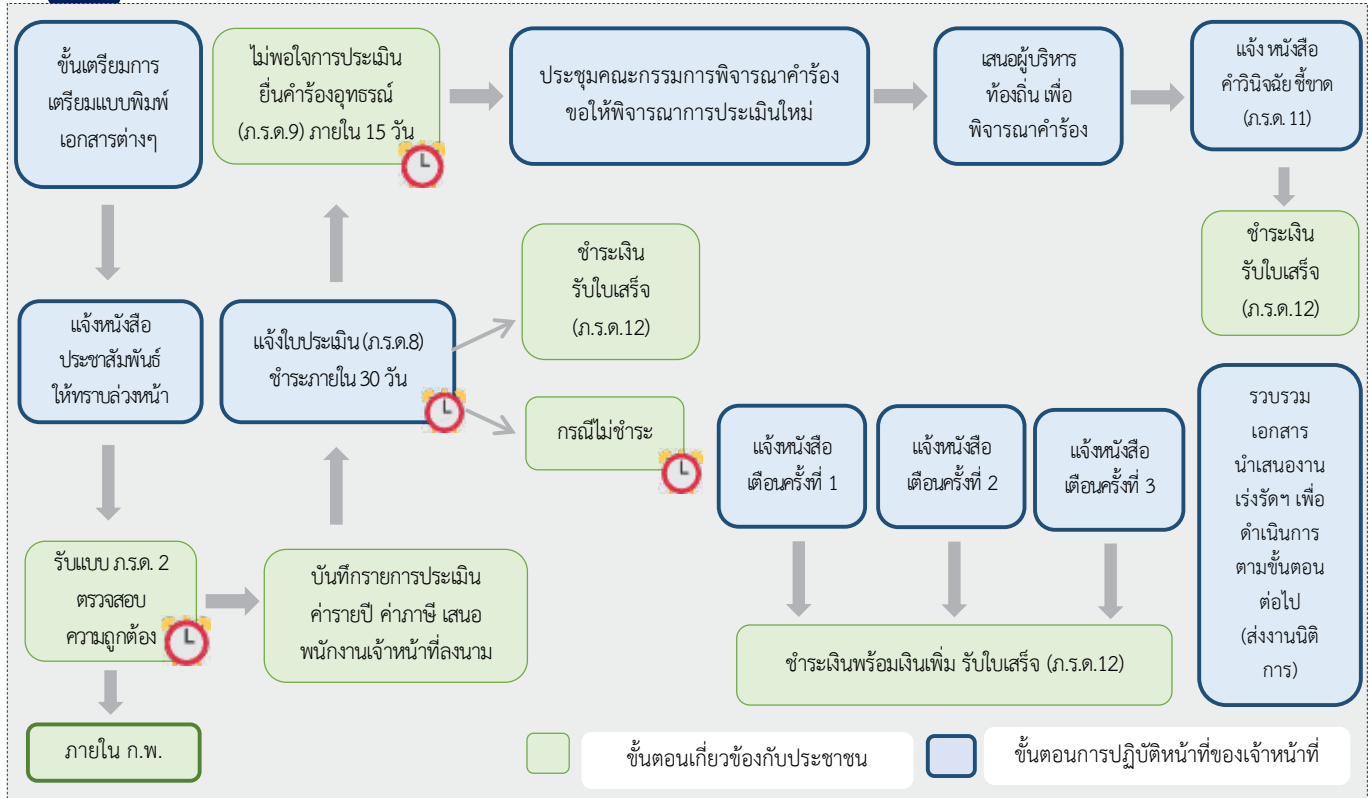 ขั้นเตรียมการ
เตรียมแบบพิมพ์
เอกสารต่างๆ
ไม่พอใจการประเมิน
ยื่นคำร้องอุทธรณ์
(ภ.ร.ด.9) ภายใน 15 วัน
ประชุมคณะกรรมการพิจารณาคำร้อง
ขอให้พิจารณาการประเมินใหม่
เสนอผู้บริหาร
ท้องถิ่น เพื่อ
พิจารณาคำร้อง
แจ้ง หนังสือ
คำวินิจฉัย ชี้ขาด
(ภ.ร.ด. 11)
ชำระเงิน
รับใบเสร็จ
(ภ.ร.ด.12)
แจ้งหนังสือ
ประชาสัมพันธ์
ให้ทราบล่วงหน้า
แจ้งใบประเมิน (ภ.ร.ด.8)
ชำระภายใน 30 วัน
ชำระเงิน
รับใบเสร็จ
(ภ.ร.ด.12)
กรณีไม่ชำระ
แจ้งหนังสือ
เตือนครั้งที่ 1
แจ้งหนังสือ
เตือนครั้งที่ 2
แจ้งหนังสือ
เตือนครั้งที่ 3
รวบรวม
เอกสาร
นำเสนองาน
เร่งรัดฯ เพื่อ
ดำเนินการ
ตามขั้นตอน
ต่อไป
(ส่งงานนิติ
การ)
รับแบบ ภ.ร.ด. 2
ตรวจสอบ
ความถูกต้อง
บันทึกรายการประเมิน
ค่ารายปี ค่าภาษี เสนอ
พนักงานเจ้าหน้าที่ลงนาม
ชำระเงินพร้อมเงินเพิ่ม รับใบเสร็จ (ภ.ร.ด.12)
ภายใน ก.พ.
ขั้นตอนเกี่ยวข้องกับประชาชน
ขั้นตอนการปฏิบัติหน้าที่ของเจ้าหน้าที่